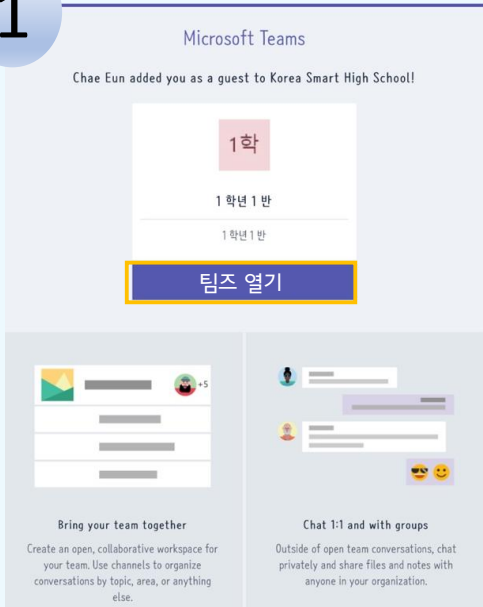 1
Microsoft Teams
Chae Eun added you as a guest to Korea Smart High School!
1학
1 학년 1 반
1 학년 1 반
팀즈 열기
+5
Bring your team together
Create an open, collaborative workspace for
your team. Use channels to organize
conversations by topic, area, or anything
else.
Chat 1:1 and with groups
Outside of open team conversations, chat
privately and share files and notes with
anyone in your organization.